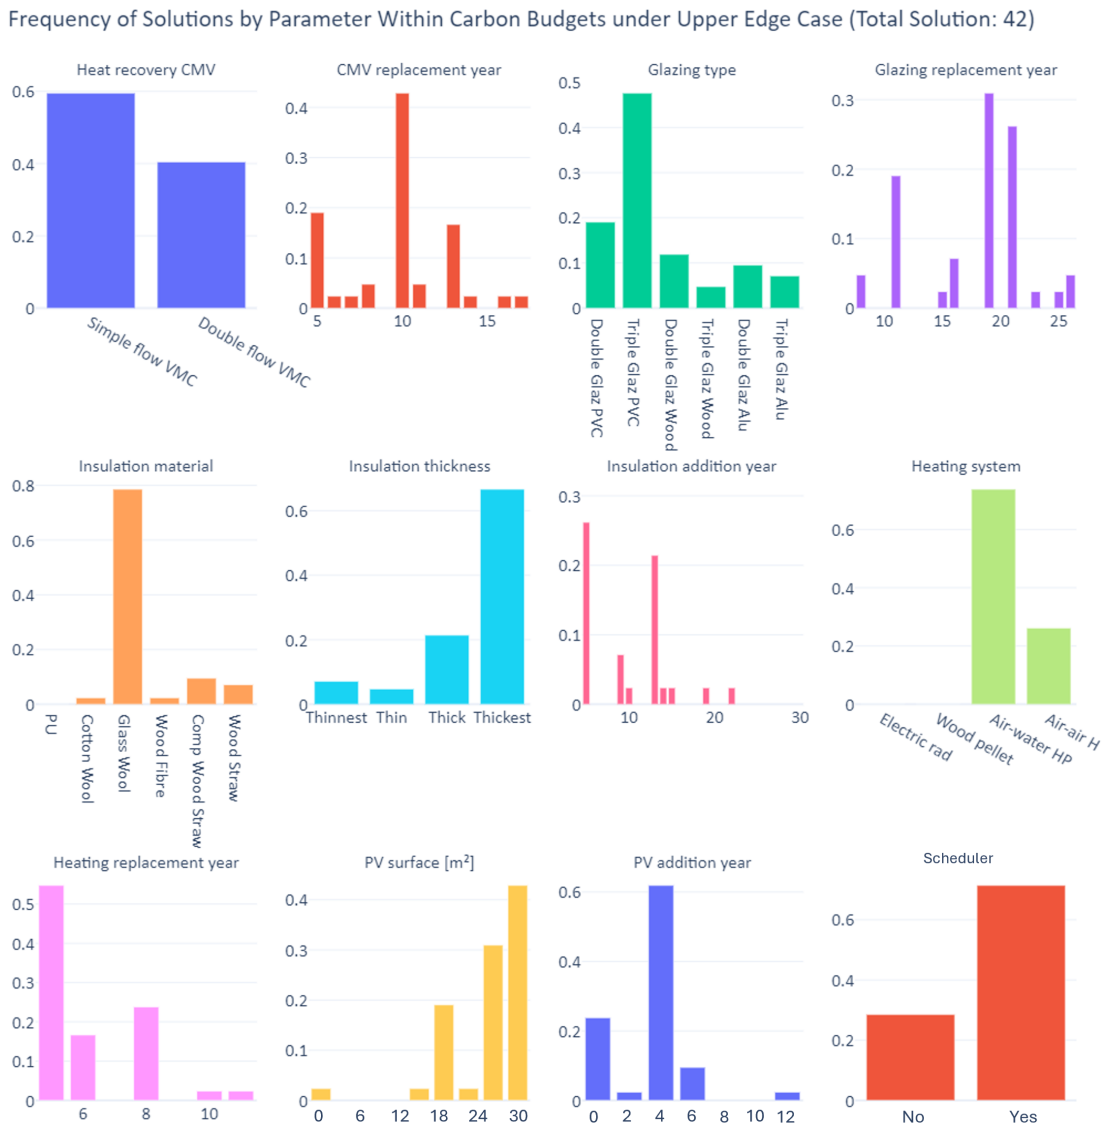 Frequency of Solutions by Parameter Within Carbon Budgets under Upper Edge Case (Total Solution: 42)
Heat recovery CMV
0.6
0.4
0.2
0
Simple flow VMC
Double flow VMC
CMV replacement year
0.4
0.3
0.2
0.1
0
5
10
15
Glazing type
0.5
0.4
0.3
0.2
0.1
0
Double Glaz PVC
Triple Glaz PVC
Double Glaz Wood
Triple Glaz Wood
Double Glaz Alu
Triple Glaz Alu
Glazing replacement year
0.3
0.2
0.1
0
10
15
20
25
Insulation material
0.8
0.6
0.4
0.2
0
PU
Cotton Wool
Glass Wool
Wood Fibre
Comp Wood Straw
Wood Straw
Insulation thickness
0.6
0.4
0.2
0
Thinnest
Thin
Thick
Thickest
Insulation addition year
0.3
0.2
0.1
0
10
20
30
Heating system
0.6
0.4
0.2
0
Electric rad
Wood pellet
Air-water HP
Air-air H
Heating replacement year
0.5
0.4
0.3
0.2
0.1
0
6
8
10
PV surface [m²]
0.4
0.3
0.2
0.1
0
0
6
12
18
24
30
PV addition year
0.6
0.4
0.2
0
0
2
4
6
8
10
12
Scheduler
0.6
0.4
0.2
0
No
Yes